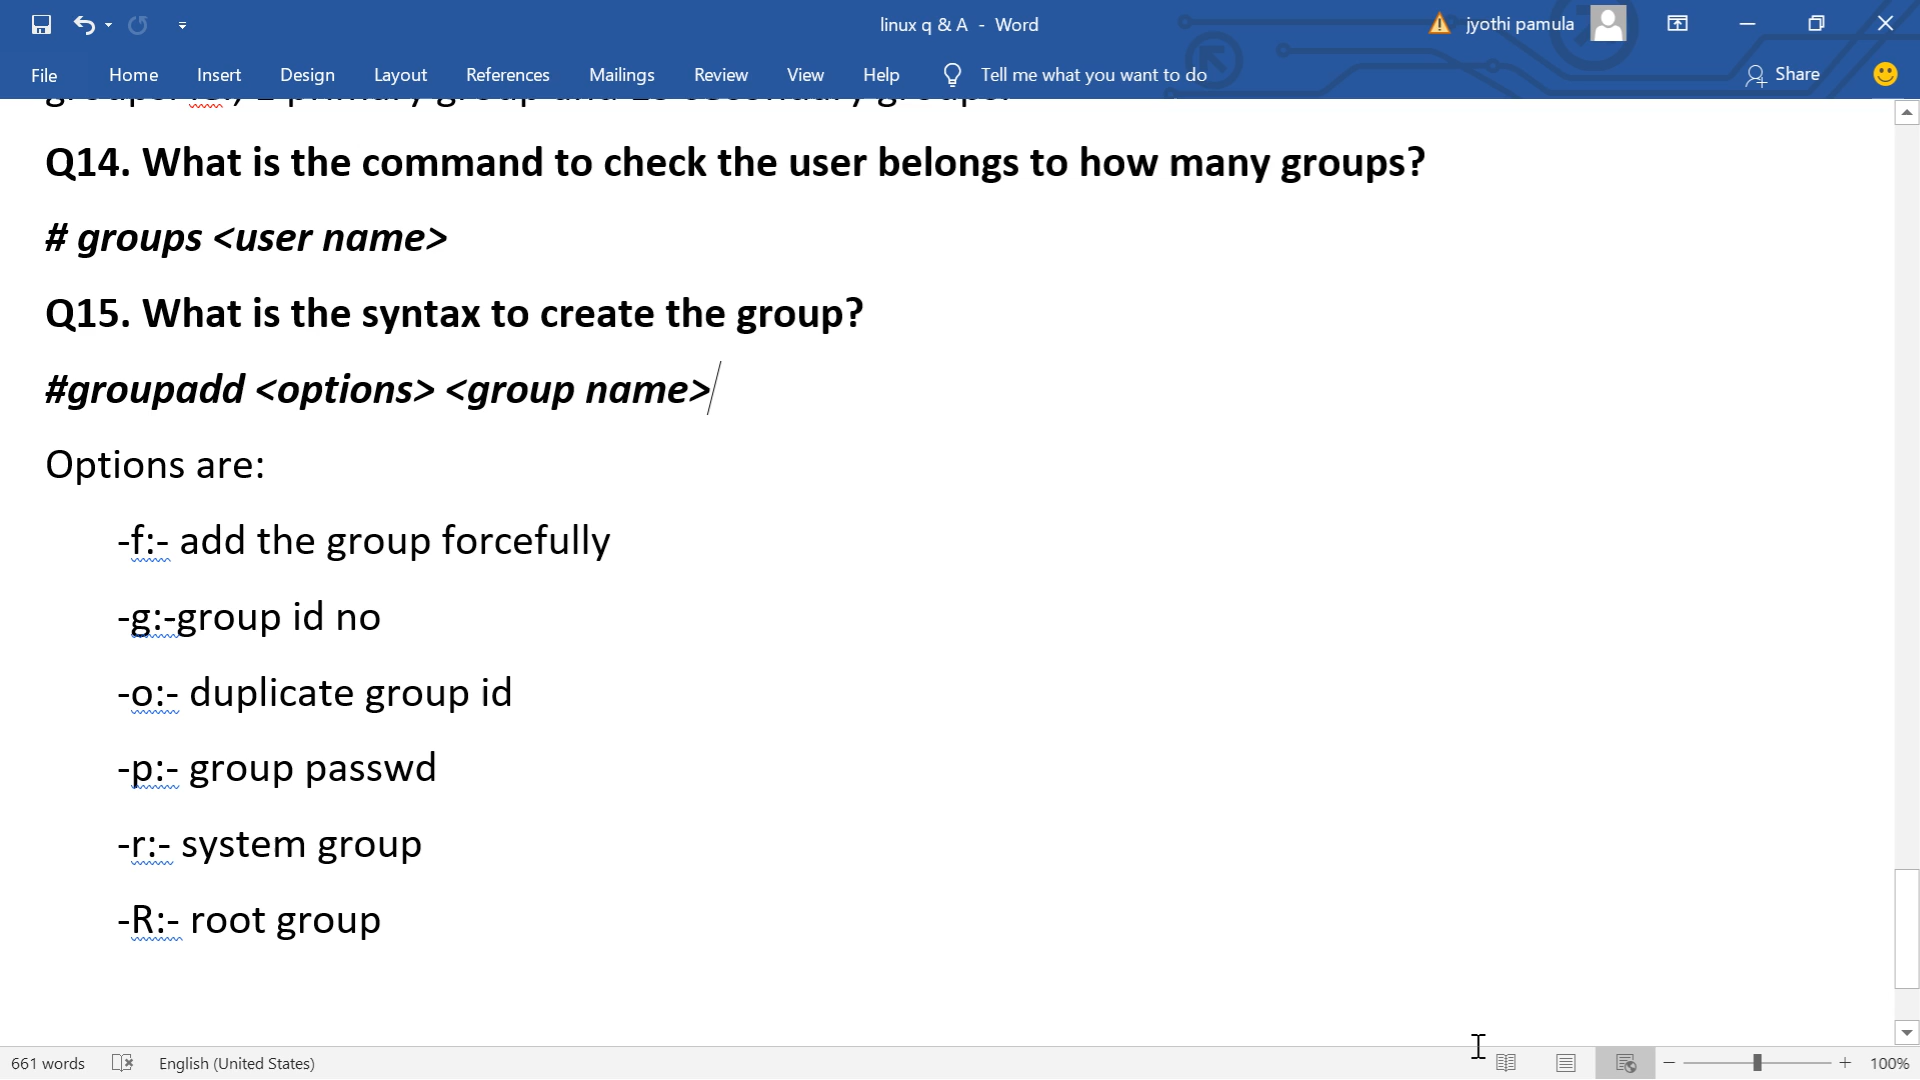 linux q & A - Word
jyothi pamula
File Home Insert Design Layout References Mailings Review View Help Tell me what you want to do Share
Q14. What is the command to check the user belongs to how many groups?
# groups <user name>
Q15. What is the syntax to create the group?
#groupadd <options> <group name>
Options are:
-f:- add the group forcefully
-g:-group id no
-o:- duplicate group id
-p:- group passwd
-r:- system group
-R:- root group
661 words English (United States) 100%